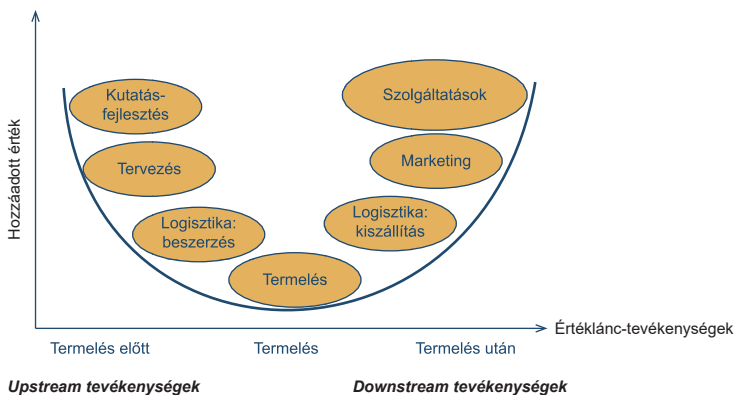 Hozzáadott érték
Kutatás-
fejlesztés
Tervezés
Logisztika:
beszerzés
Termelés
Logisztika:
kiszállítás
Marketing
Szolgáltatások
Értéklánc-tevékenységek
Termelés előtt
Termelés
Termelés után
Upstream tevékenységek
Downstream tevékenységek